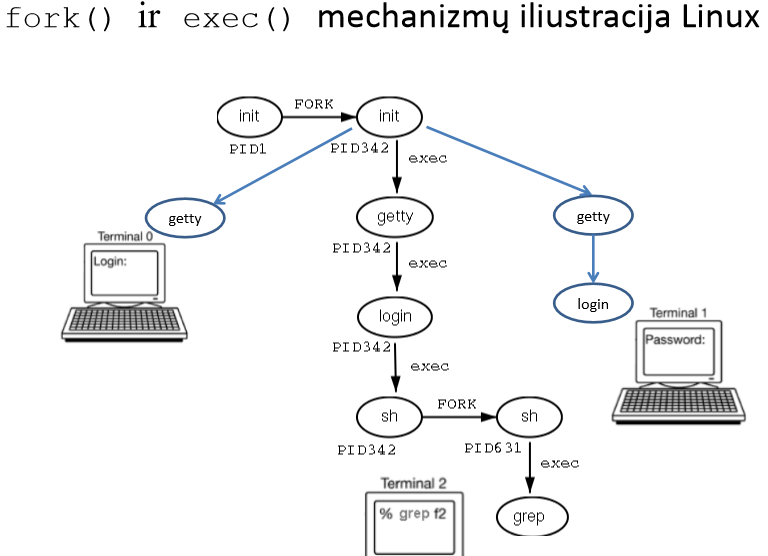 fork() ir exec() mechanizmų iliustracija Linux
init
FORK
init
PID1
PID342
exec
getty
getty
getty
Terminal 0
Login:
PID342
exec
login
login
Terminal 1
Password:
PID342
exec
sh
FORK
sh
PID342
PID631
exec
Terminal 2
% grep f2
grep